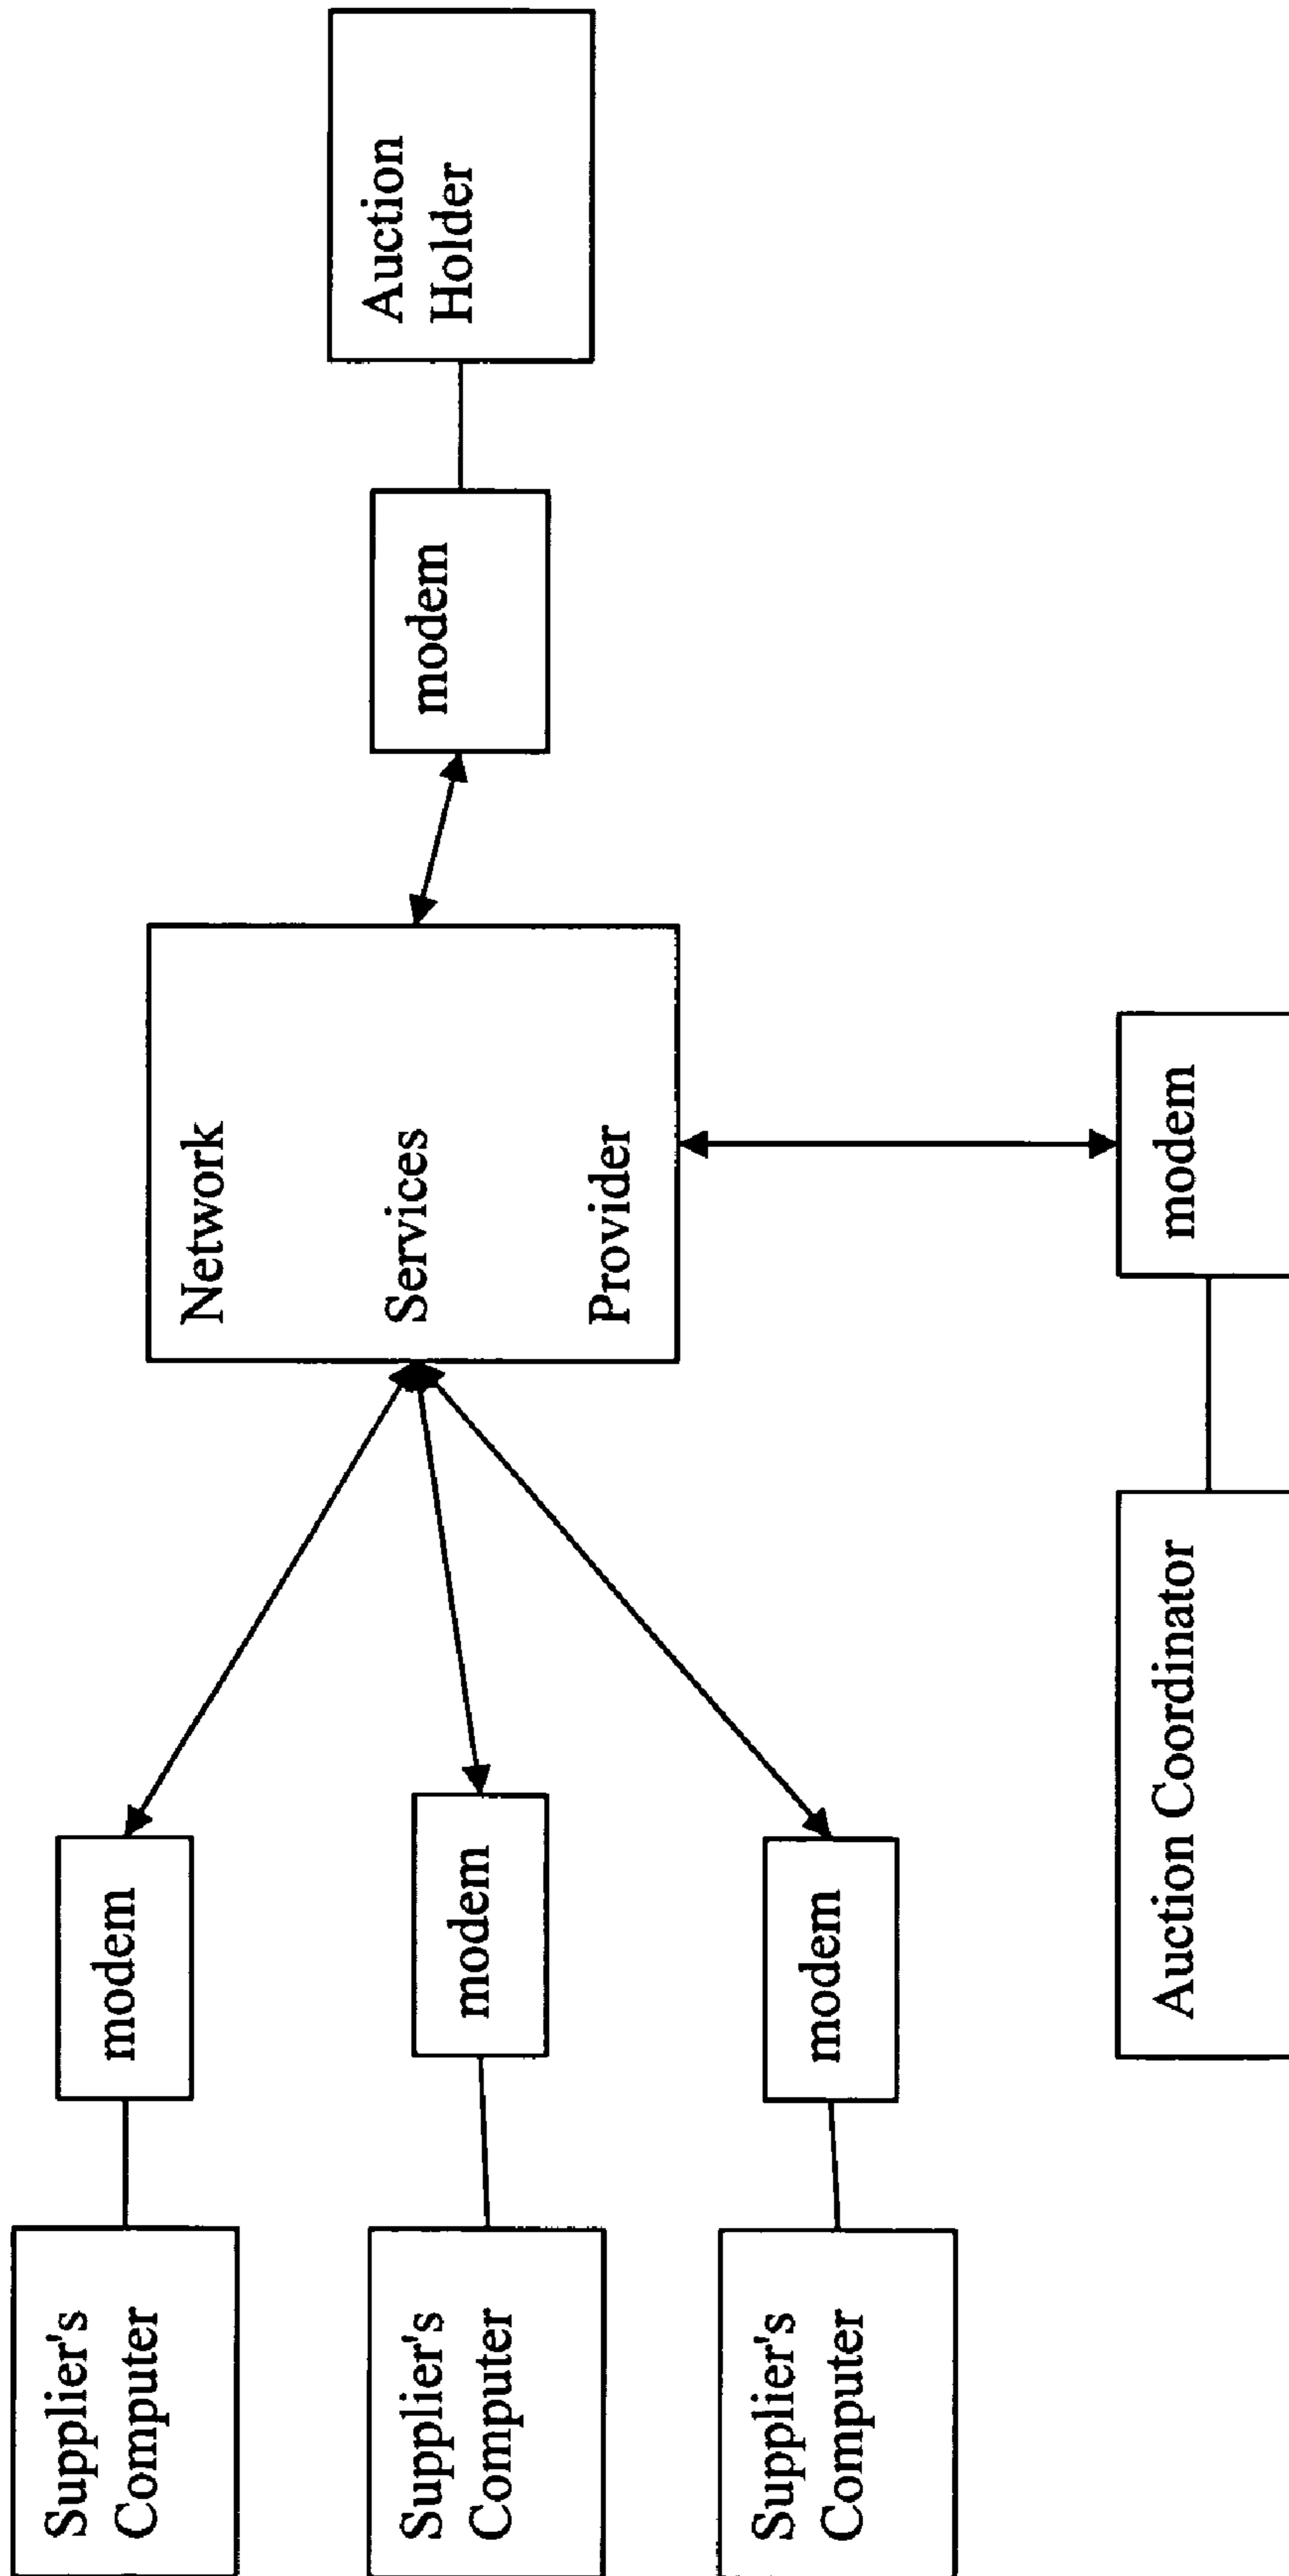 Supplier's
Computer
modem
Supplier's
Computer
modem
Supplier's
Computer
modem
Network
Services
Provider
modem
Auction
Holder
Auction Coordinator
modem